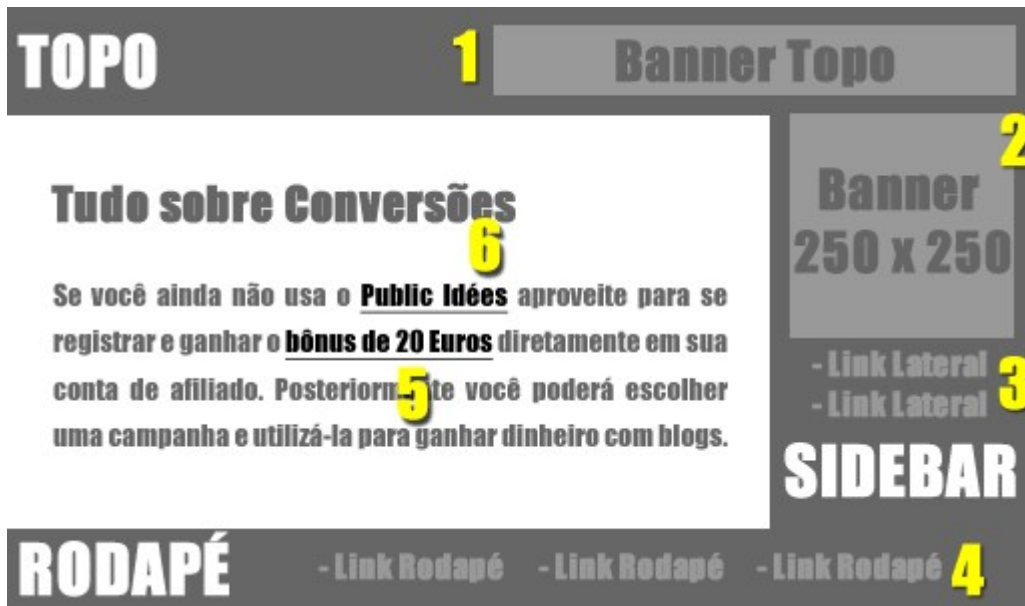 TOPO 1 Banner Topo
2
Banner
250 x 250
Tudo sobre Conversões
6
Se você ainda não usa o Public Idées aproveite para se
registrar e ganhar o bônus de 20 Euros diretamente em sua
conta de afiliado. Posteriormente você poderá escolher
5
uma campanha e utilizá-la para ganhar dinheiro com blogs.
- Link Lateral
3
- Link Lateral
SIDEBAR
RODAPÉ - Link Rodapé - Link Rodapé - Link Rodapé 4